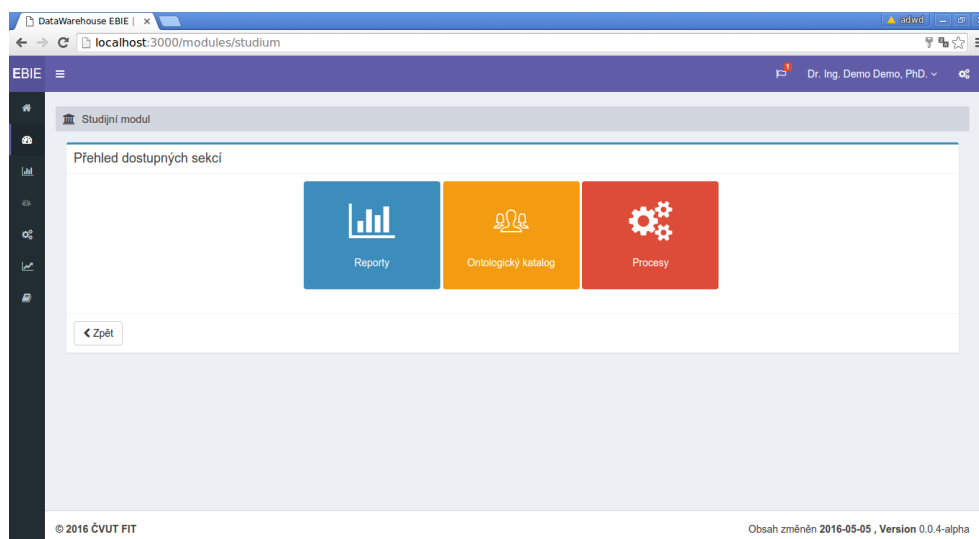 DataWarehouse EBIE |
adwd
localhost:3000/modules/studium
EBIE
1
Dr. Ing. Demo Demo, PhD.
Studijní modul
Přehled dostupných sekcí
Reporty
Ontologický katalog
Procesy
Zpět
© 2016 ČVUT FIT
Obsah změněn 2016-05-05 , Version 0.0.4-alpha